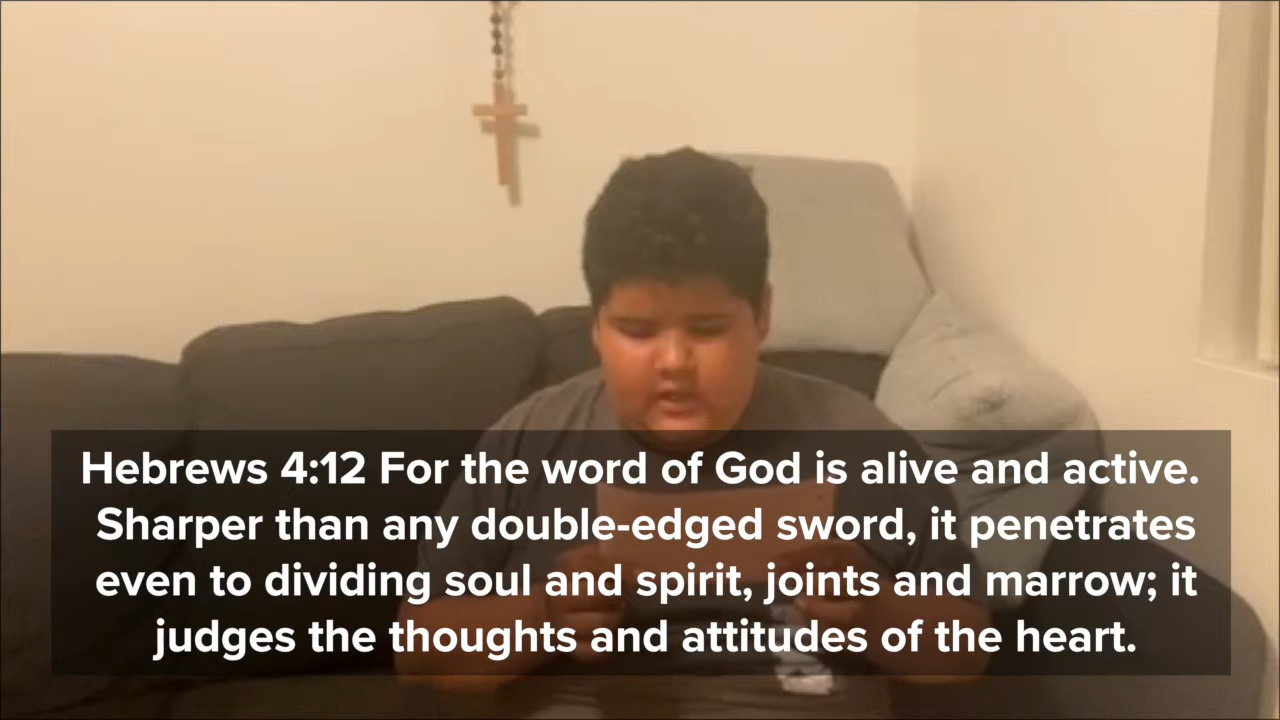 Hebrews 4:12 For the word of God is alive and active.
Sharper than any double-edged sword, it penetrates
even to dividing soul and spirit, joints and marrow; it
judges the thoughts and attitudes of the heart.